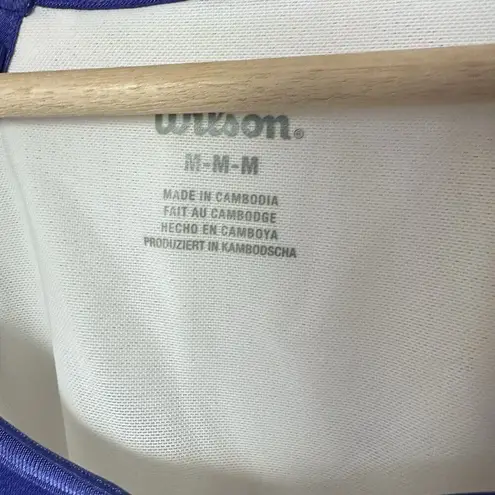 Wilson®
M-M-M
MADE IN CAMBODIA
FAIT AU CAMBODGE
HECHO EN CAMBOYA
PRODUZIERT IN KAMBODSCHA